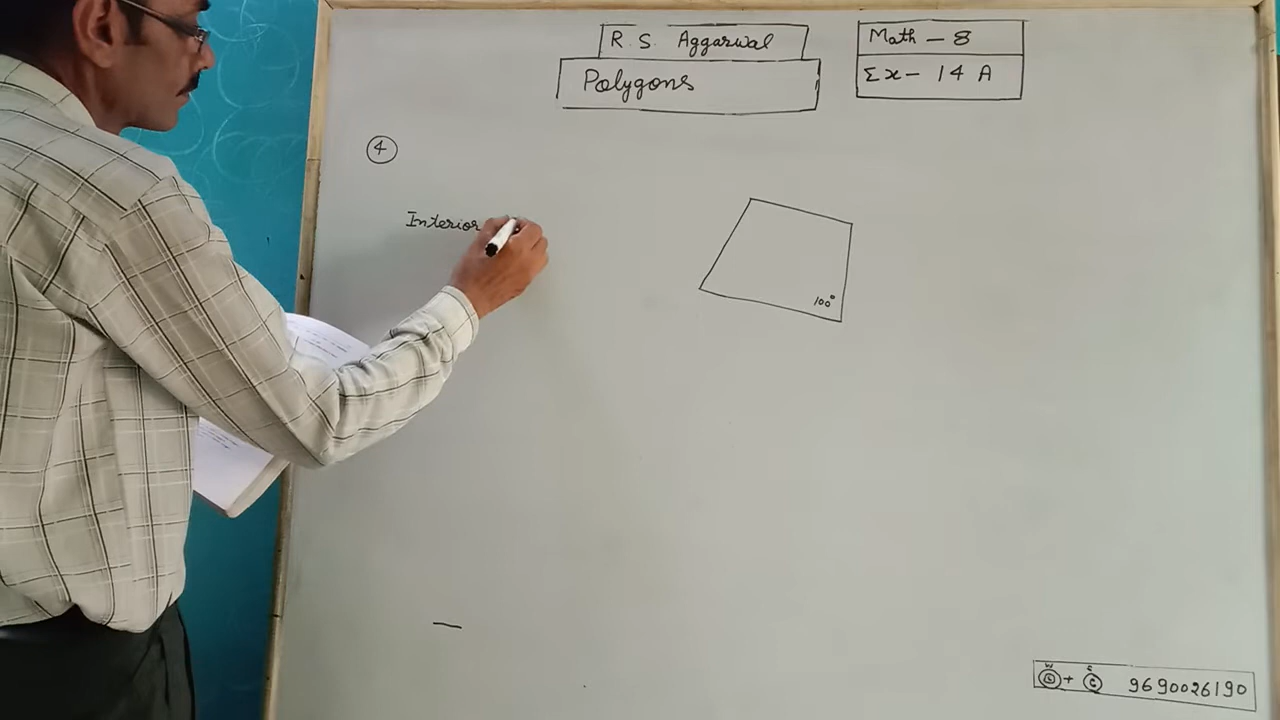 R. S. Aggarwal
Polygons
Math - 8
Ex - 14 A
4
Interior
100°
W S
+ 9690026190